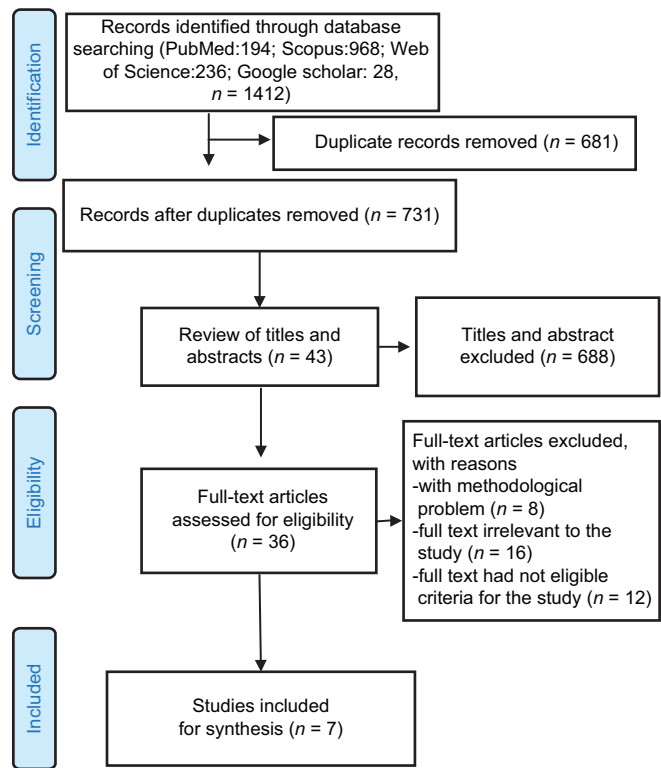 Identification
Records identified through database
searching (PubMed:194; Scopus:968; Web
of Science:236; Google scholar: 28,
n = 1412)
Duplicate records removed (n = 681)
Records after duplicates removed (n = 731)
Screening
Review of titles and
abstracts (n = 43)
Titles and abstract
excluded (n = 688)
Eligibility
Full-text articles
assessed for eligibility
(n = 36)
Full-text articles excluded,
with reasons
-with methodological
problem (n = 8)
-full text irrelevant to the
study (n = 16)
-full text had not eligible
criteria for the study (n = 12)
Included
Studies included
for synthesis (n = 7)